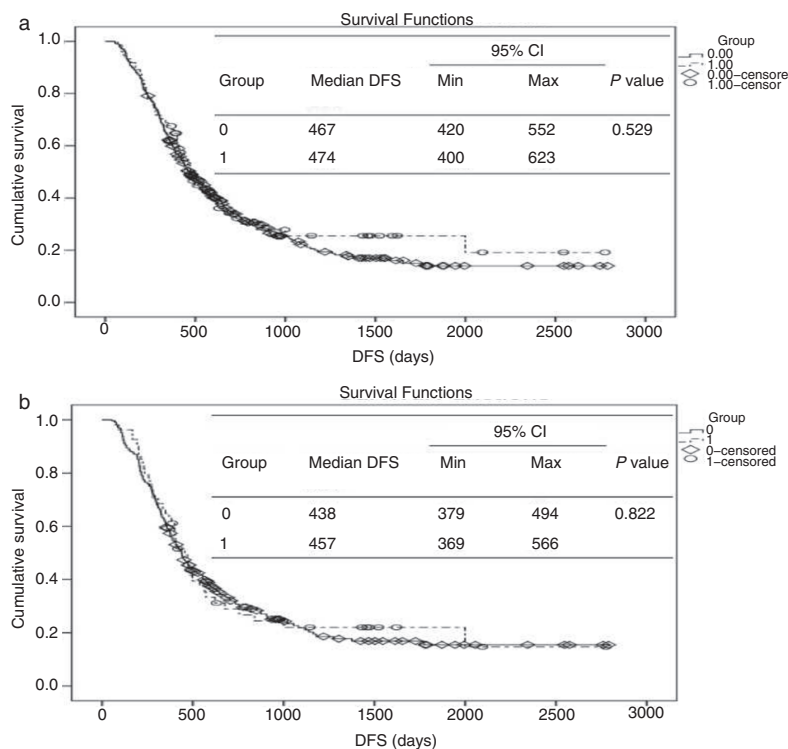 a
Survival Functions
95% CI
Group Median DFS Min Max P value
0 467 420 552 0.529
1 474 400 623
Group
0.00
1.00
0.00-censore
1.00-censor
Cumulative survival
1.0
0.8
0.6
0.4
0.2
0.0
0 500 1000 1500 2000 2500 3000
DFS (days)
b
Survival Functions
95% CI
Group Median DFS Min Max P value
0 438 379 494 0.822
1 457 369 566
Group
0
1
0-censored
1-censored
Cumulative survival
1.0
0.8
0.6
0.4
0.2
0.0
0 500 1000 1500 2000 2500 3000
DFS (days)